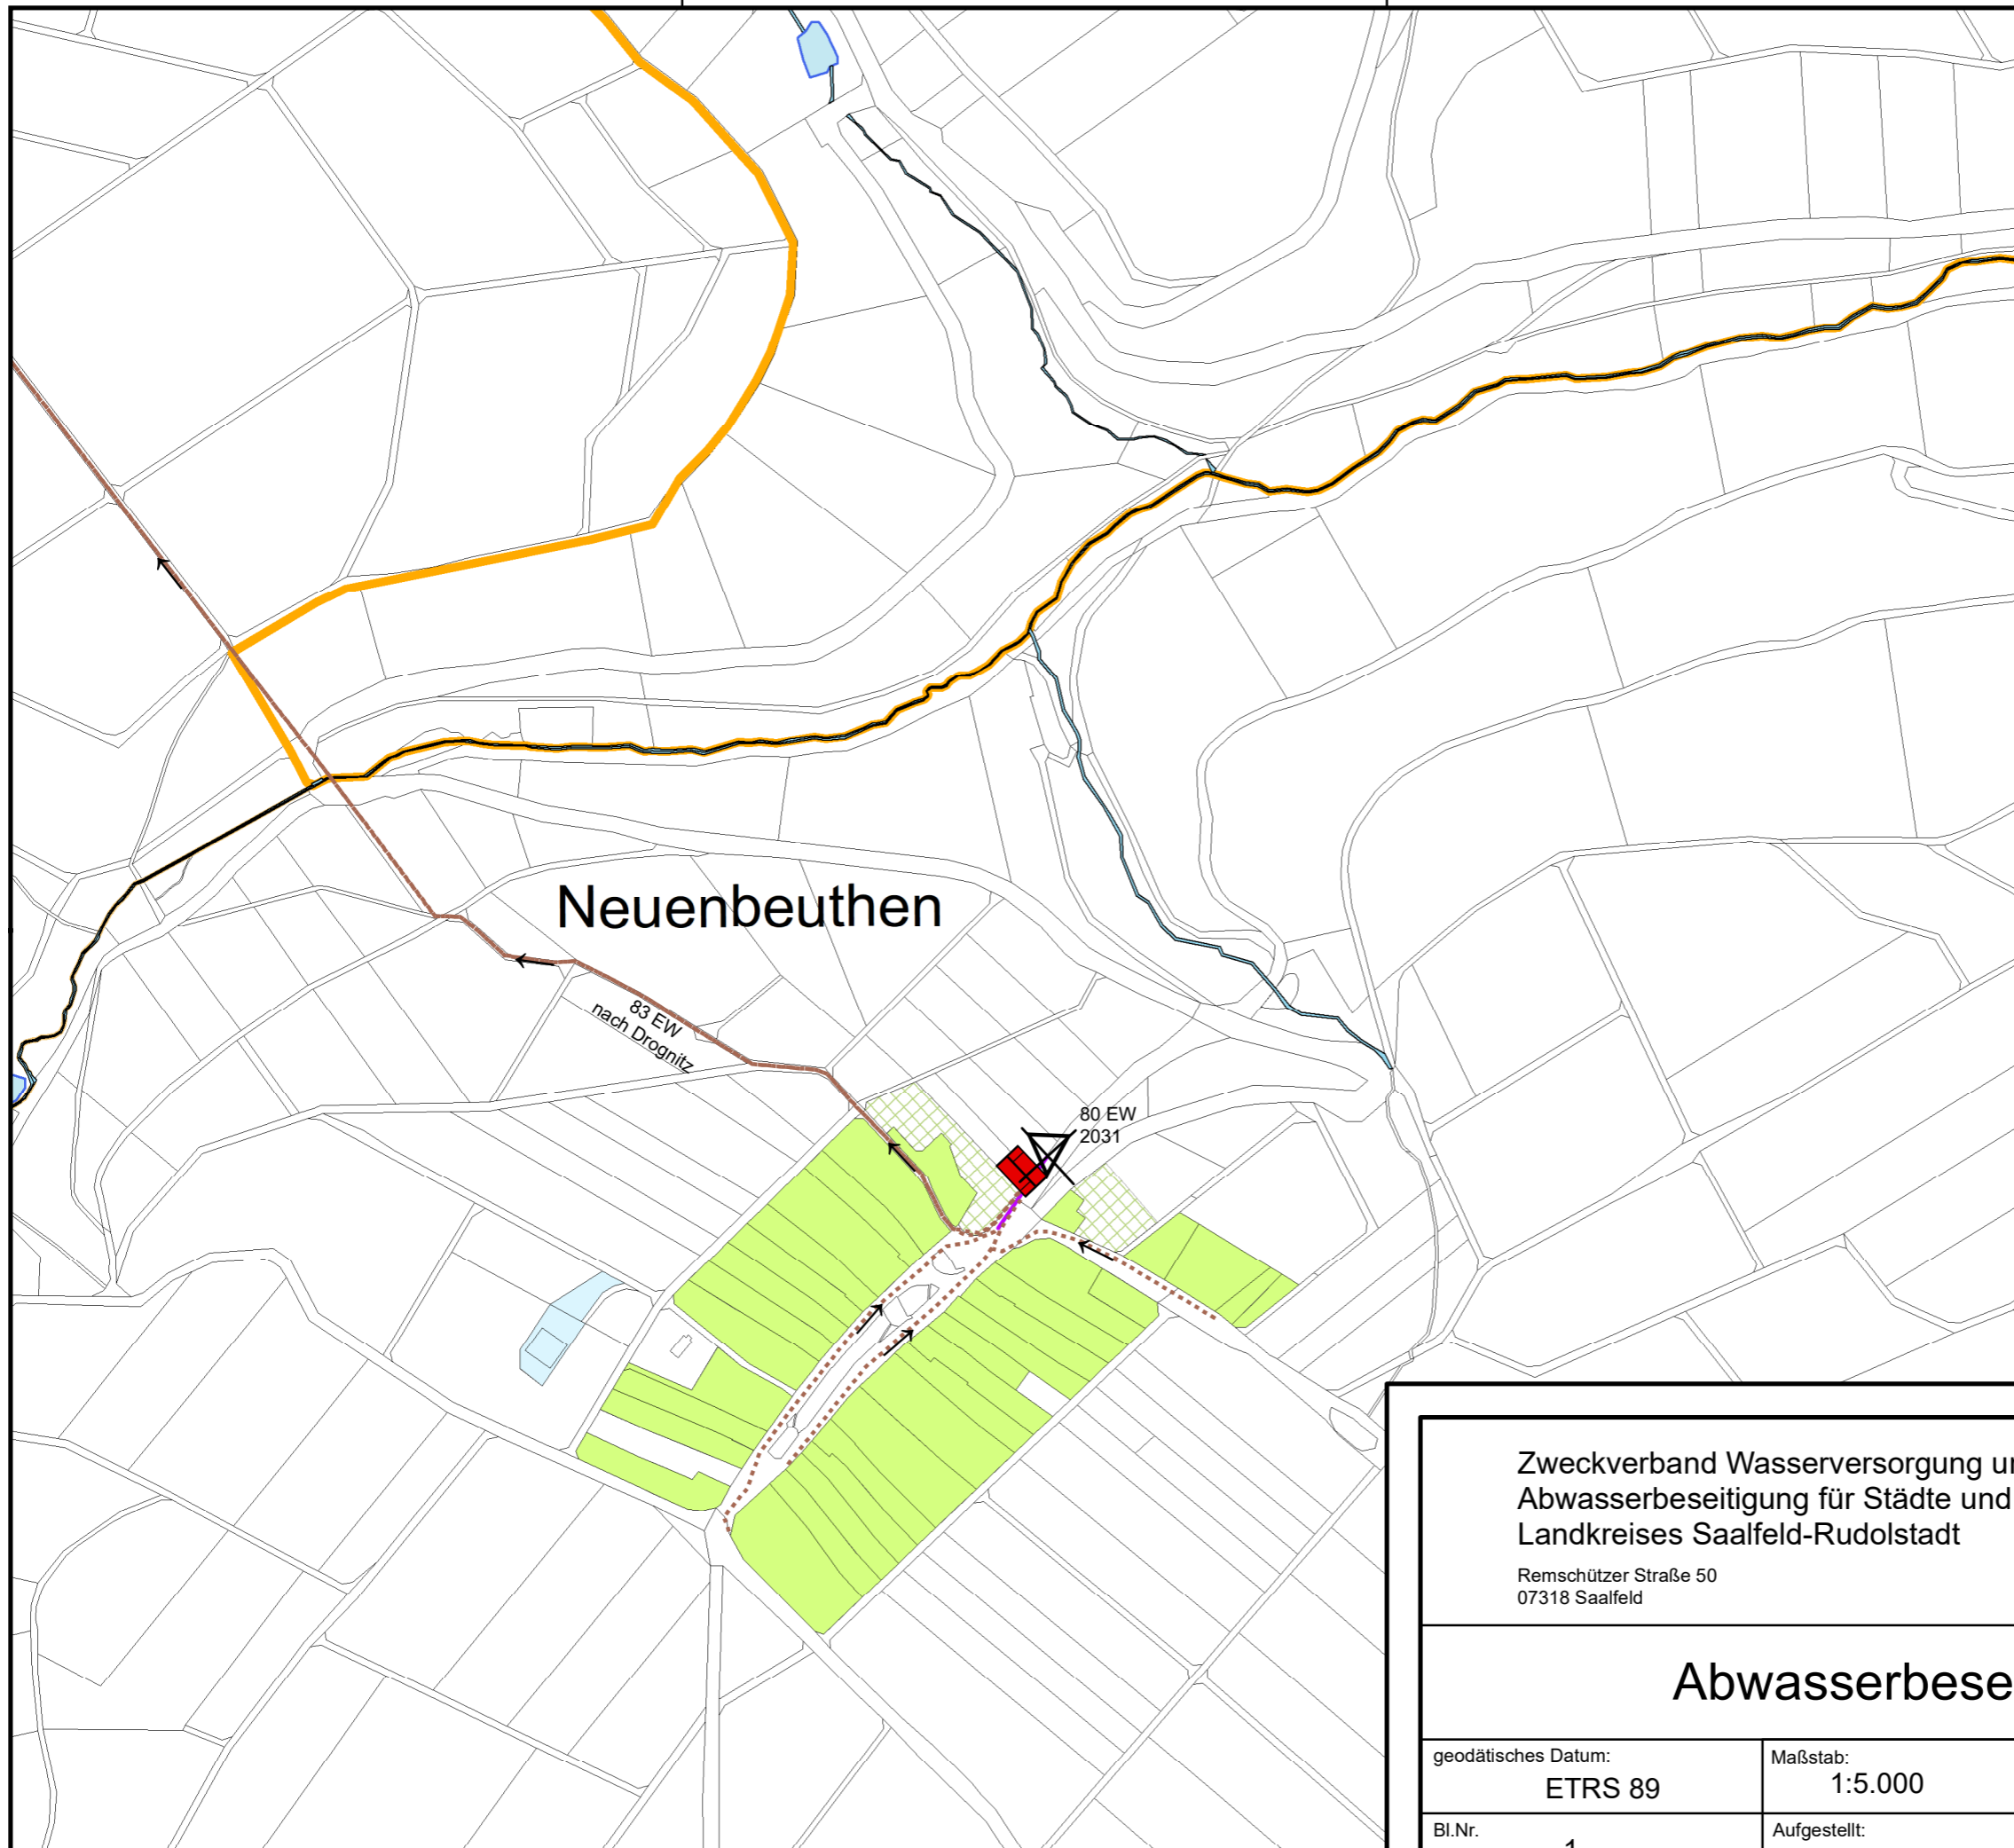 Neuenbeuthen
83 EW
nach Drognitz
80 EW
2031
Zweckverband Wasserversorgung
Abwasserbeseitigung für Städte und
Landkreises Saalfeld-Rudolstadt
Remschützer Straße 50
07318 Saalfeld
Abwasserbese
geodätisches Datum:
ETRS 89
Maßstab:
1:5.000
Bl.Nr.
Aufgestellt: